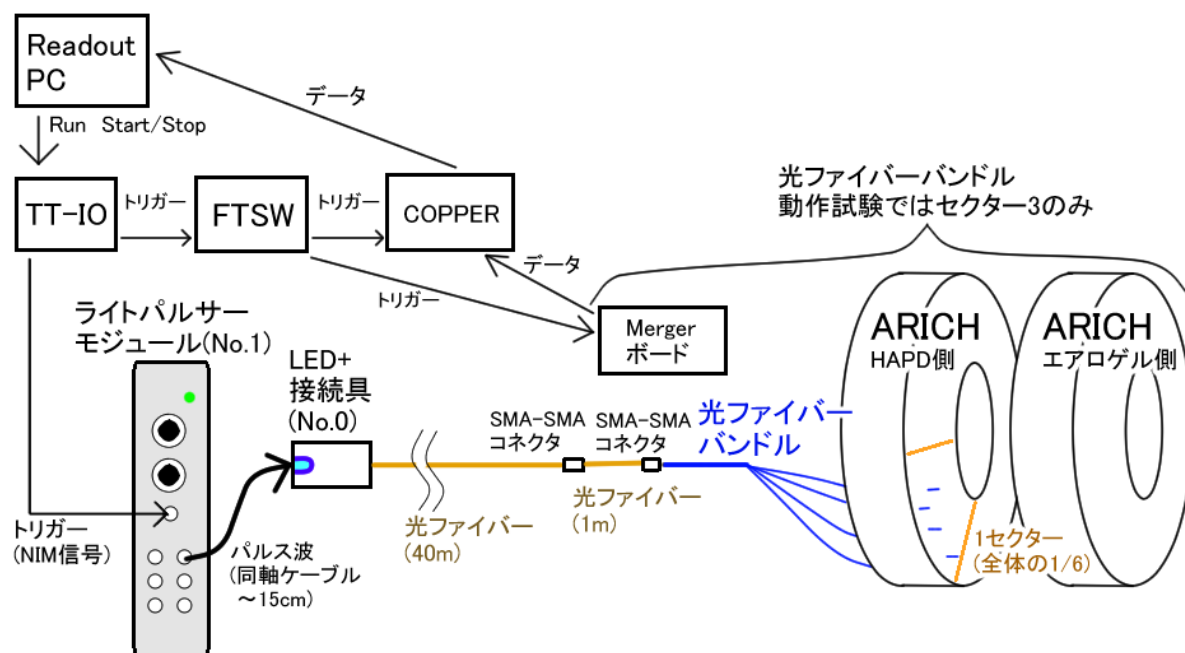 Readout
PC
データ
Run Start/Stop
光ファイバーバンドル
動作試験ではセクター3のみ
TT-IO
トリガー
FTSW
トリガー
COPPER
データ
トリガー
Merger
ボード
ARICH
HAPD側
ARICH
エアロゲル側
ライトパルサー
モジュール(No.1)
LED+
接続具
(No.0)
SMA-SMA
コネクタ
SMA-SMA
コネクタ
光ファイバー
バンドル
光ファイバー
(40m)
光ファイバー
(1m)
トリガー
(NIM信号)
パルス波
(同軸ケーブル
～15cm)
1セクター
(全体の1/6)